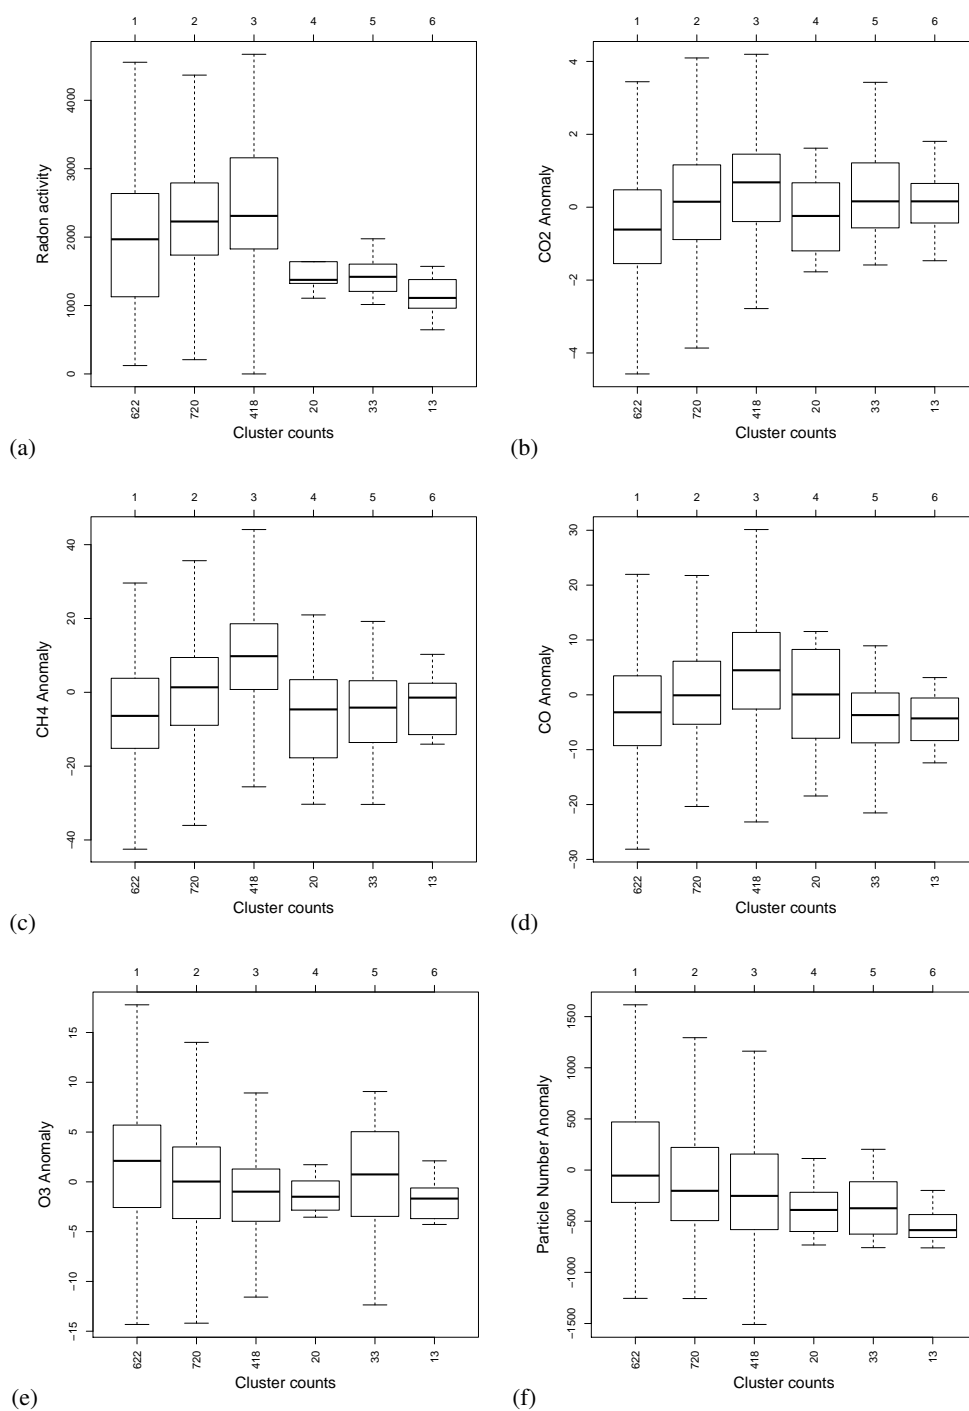 1 2 3 4 5 6
Radon activity
0 1000 2000 3000 4000
622 720 418 20 33 13
Cluster counts
(a)
1 2 3 4 5 6
CO2 Anomaly
−4 −2 0 2 4
622 720 418 20 33 13
Cluster counts
(b)
1 2 3 4 5 6
CH4 Anomaly
−40 −20 0 20 40
622 720 418 20 33 13
Cluster counts
(c)
1 2 3 4 5 6
CO Anomaly
−30 −20 −10 0 10 20 30
622 720 418 20 33 13
Cluster counts
(d)
1 2 3 4 5 6
O3 Anomaly
−15 −10 −5 0 5 10 15
622 720 418 20 33 13
Cluster counts
(e)
1 2 3 4 5 6
Particle Number Anomaly
−1500 −1000 −500 0 500 1000 1500
622 720 418 20 33 13
Cluster counts
(f)